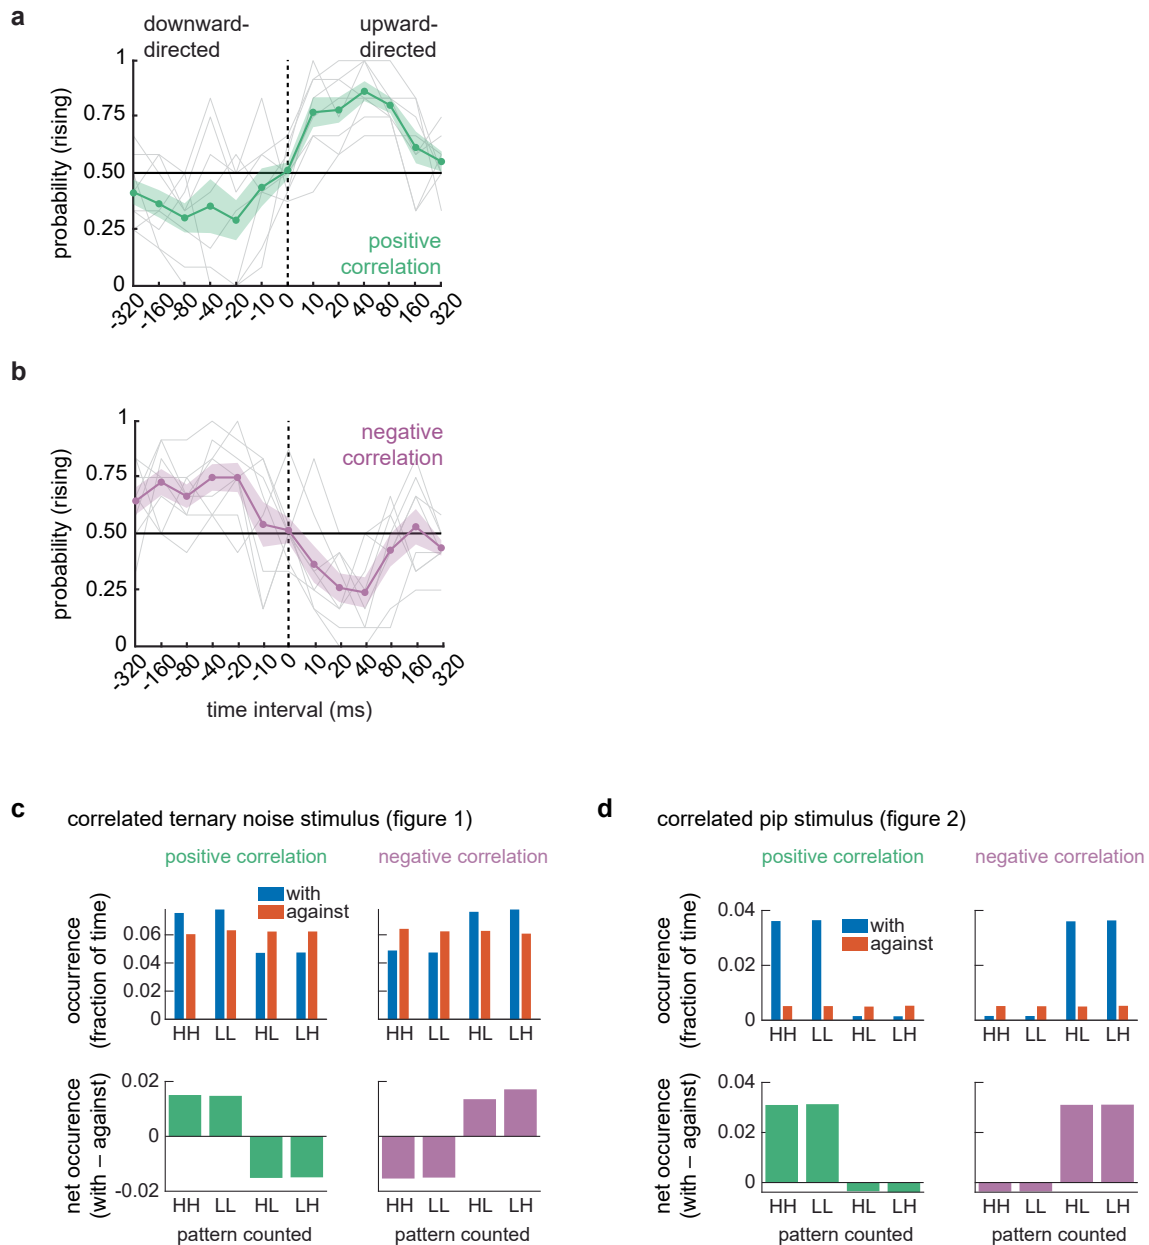 a
downward-
directed
upward-
directed
1
0.75
0.50
0.25
0
probability (rising)
positive
correlation
-320 -160 -80 -40 -20 -10 0 10 20 40 80 160 320
b
1
0.75
0.50
0.25
0
probability (rising)
negative
correlation
-320 -160 -80 -40 -20 -10 0 10 20 40 80 160 320
time interval (ms)
c
correlated ternary noise stimulus (figure 1)
positive correlation
negative correlation
with
against
occurrence
(fraction of time)
0.06
0.04
0.02
0
HH LL HL LH
HH LL HL LH
net occurence
(with – against)
0.02
0
-0.02
HH LL HL LH
HH LL HL LH
pattern counted
pattern counted
d
correlated pip stimulus (figure 2)
positive correlation
negative correlation
with
against
occurrence
(fraction of time)
0.04
0.02
0
HH LL HL LH
HH LL HL LH
net occurence
(with – against)
0.04
0.02
0
HH LL HL LH
HH LL HL LH
pattern counted
pattern counted